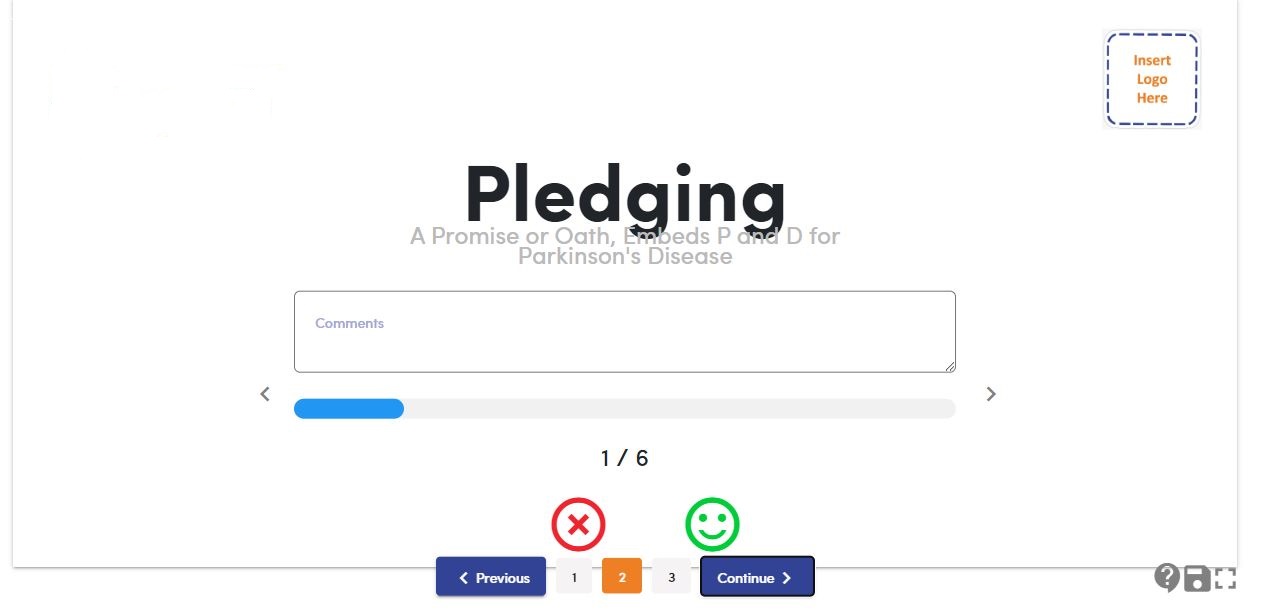 Insert
Logo
Here
Pledging
A Promise or Oath, Embeds P and D for
Parkinson's Disease
Comments
1 / 6
Previous
1
2
3
Continue